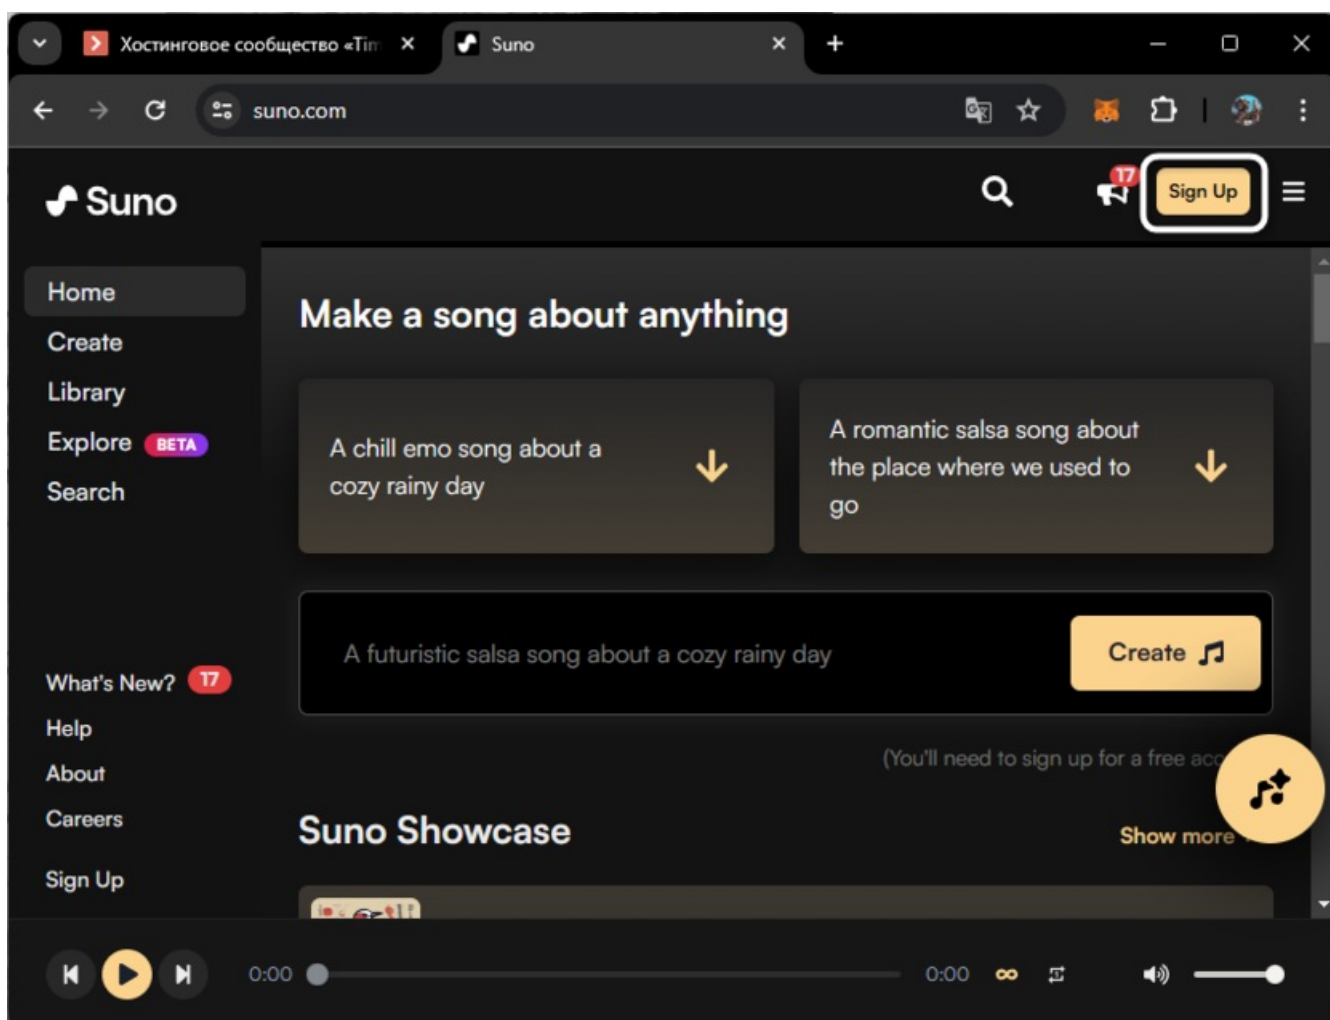 Хостинговое сообщество «Tim
Suno
suno.com
Suno
17
Sign Up
Home
Create
Library
Explore BETA
Search
What's New? 17
Help
About
Careers
Sign Up
Make a song about anything
A chill emo song about a
cozy rainy day
A romantic salsa song about
the place where we used to
go
A futuristic salsa song about a cozy rainy day
Create
(You'll need to sign up for a free acc
Suno Showcase
Show more
0:00
0:00